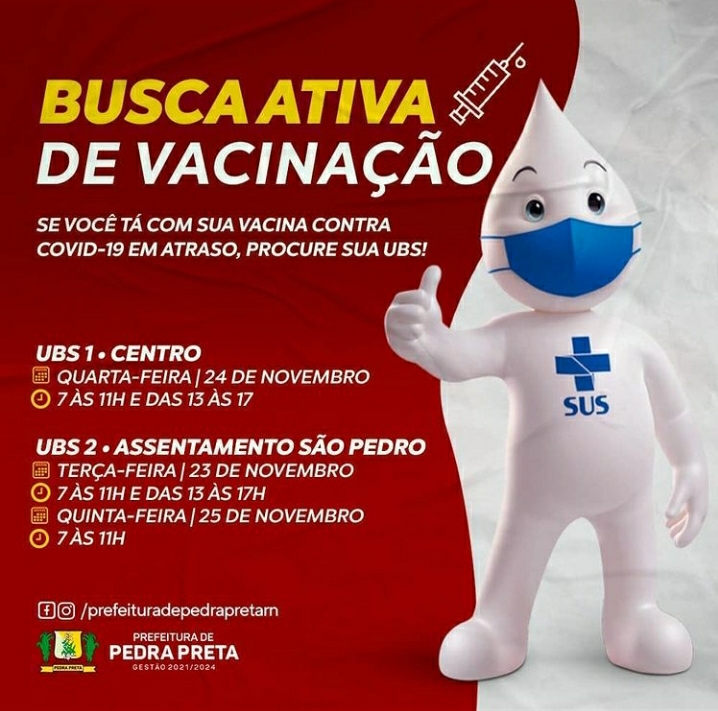 BUSCA ATIVA
DE VACINAÇÃO
SE VOCÊ TÁ COM SUA VACINA CONTRA
COVID-19 EM ATRASO, PROCURE SUA UBS!
UBS 1 • CENTRO
QUARTA-FEIRA | 24 DE NOVEMBRO
7 ÀS 11H E DAS 13 ÀS 17
UBS 2 • ASSENTAMENTO SÃO PEDRO
TERÇA-FEIRA | 23 DE NOVEMBRO
7 ÀS 11H E DAS 13 ÀS 17H
QUINTA-FEIRA | 25 DE NOVEMBRO
7 ÀS 11H
SUS
/prefeituradepedrapretarn
PEDRA PRETA
PREFEITURA DE
PEDRA PRETA
GESTÃO 2021/2024